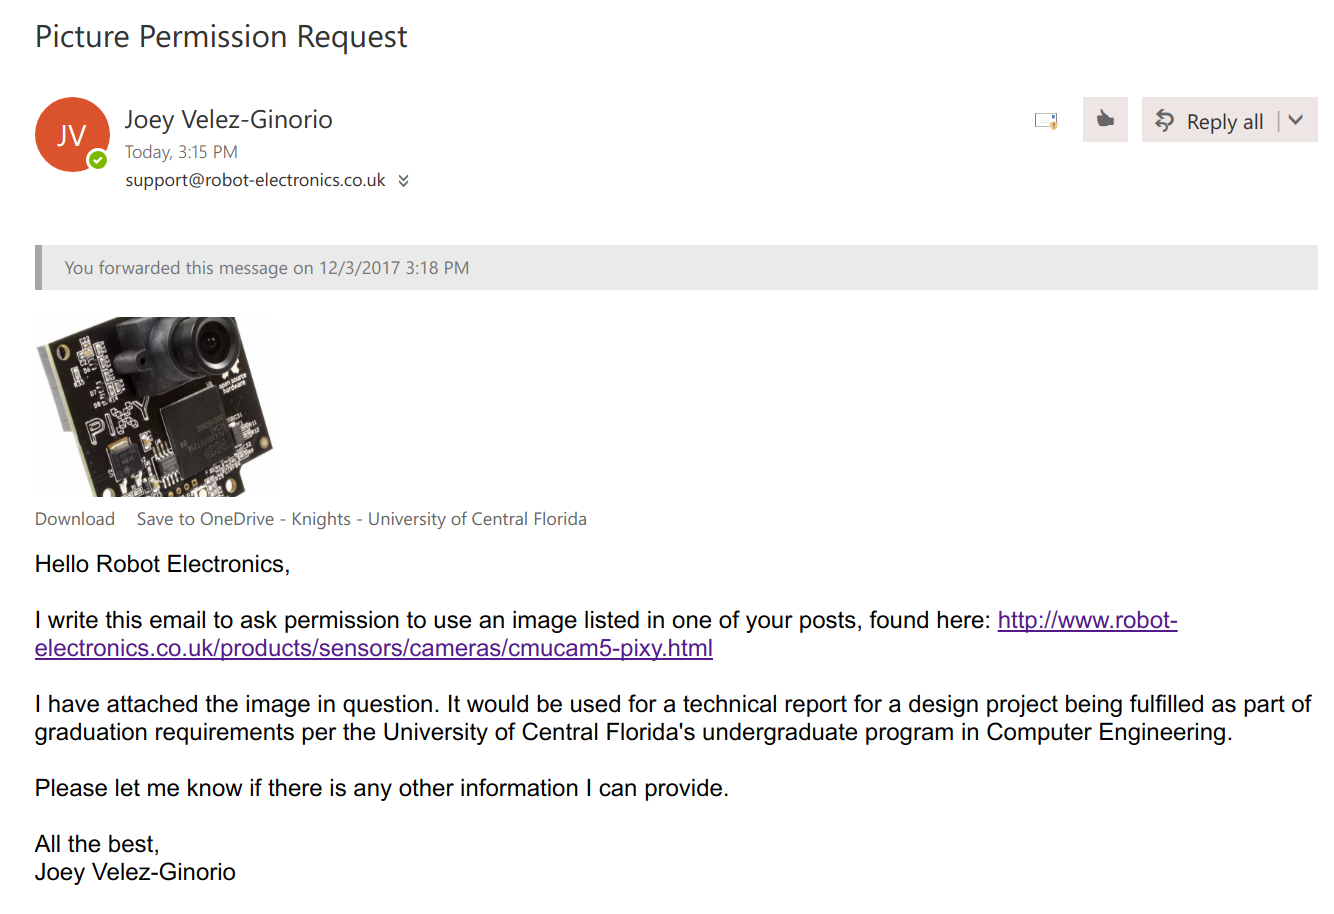 Picture Permission Request
JV
Joey Velez-Ginorio
Today, 3:15 PM
support@robot-electronics.co.uk
Reply all
You forwarded this message on 12/3/2017 3:18 PM
open source
hardware
PIXY
Download Save to OneDrive - Knights - University of Central Florida
Hello Robot Electronics,
I write this email to ask permission to use an image listed in one of your posts, found here: http://www.robot-
electronics.co.uk/products/sensors/cameras/cmucam5-pixy.html
I have attached the image in question. It would be used for a technical report for a design project being fulfilled as part of
graduation requirements per the University of Central Florida's undergraduate program in Computer Engineering.
Please let me know if there is any other information I can provide.
All the best,
Joey Velez-Ginorio